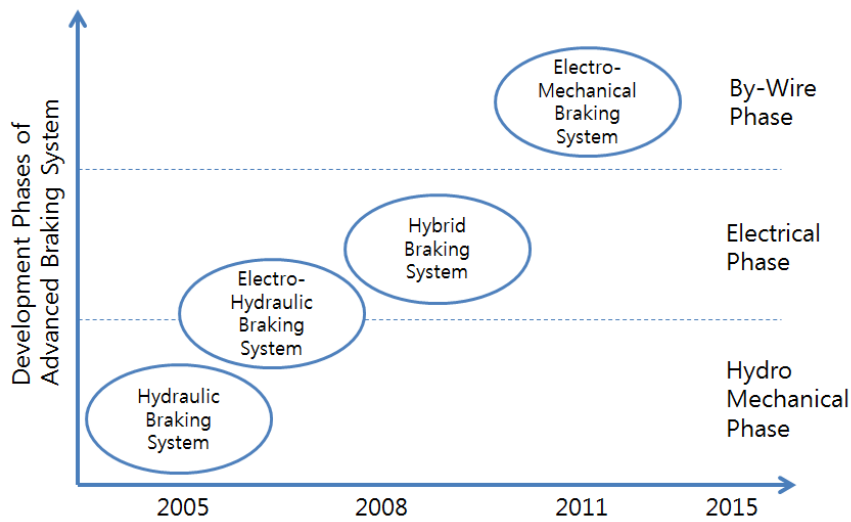 Development Phases of
Advanced Braking System
Electro-
Mechanical
Braking
System
By-Wire
Phase
Hybrid
Braking
System
Electrical
Phase
Electro-
Hydraulic
Braking
System
Hydraulic
Braking
System
Hydro
Mechanical
Phase
2005
2008
2011
2015